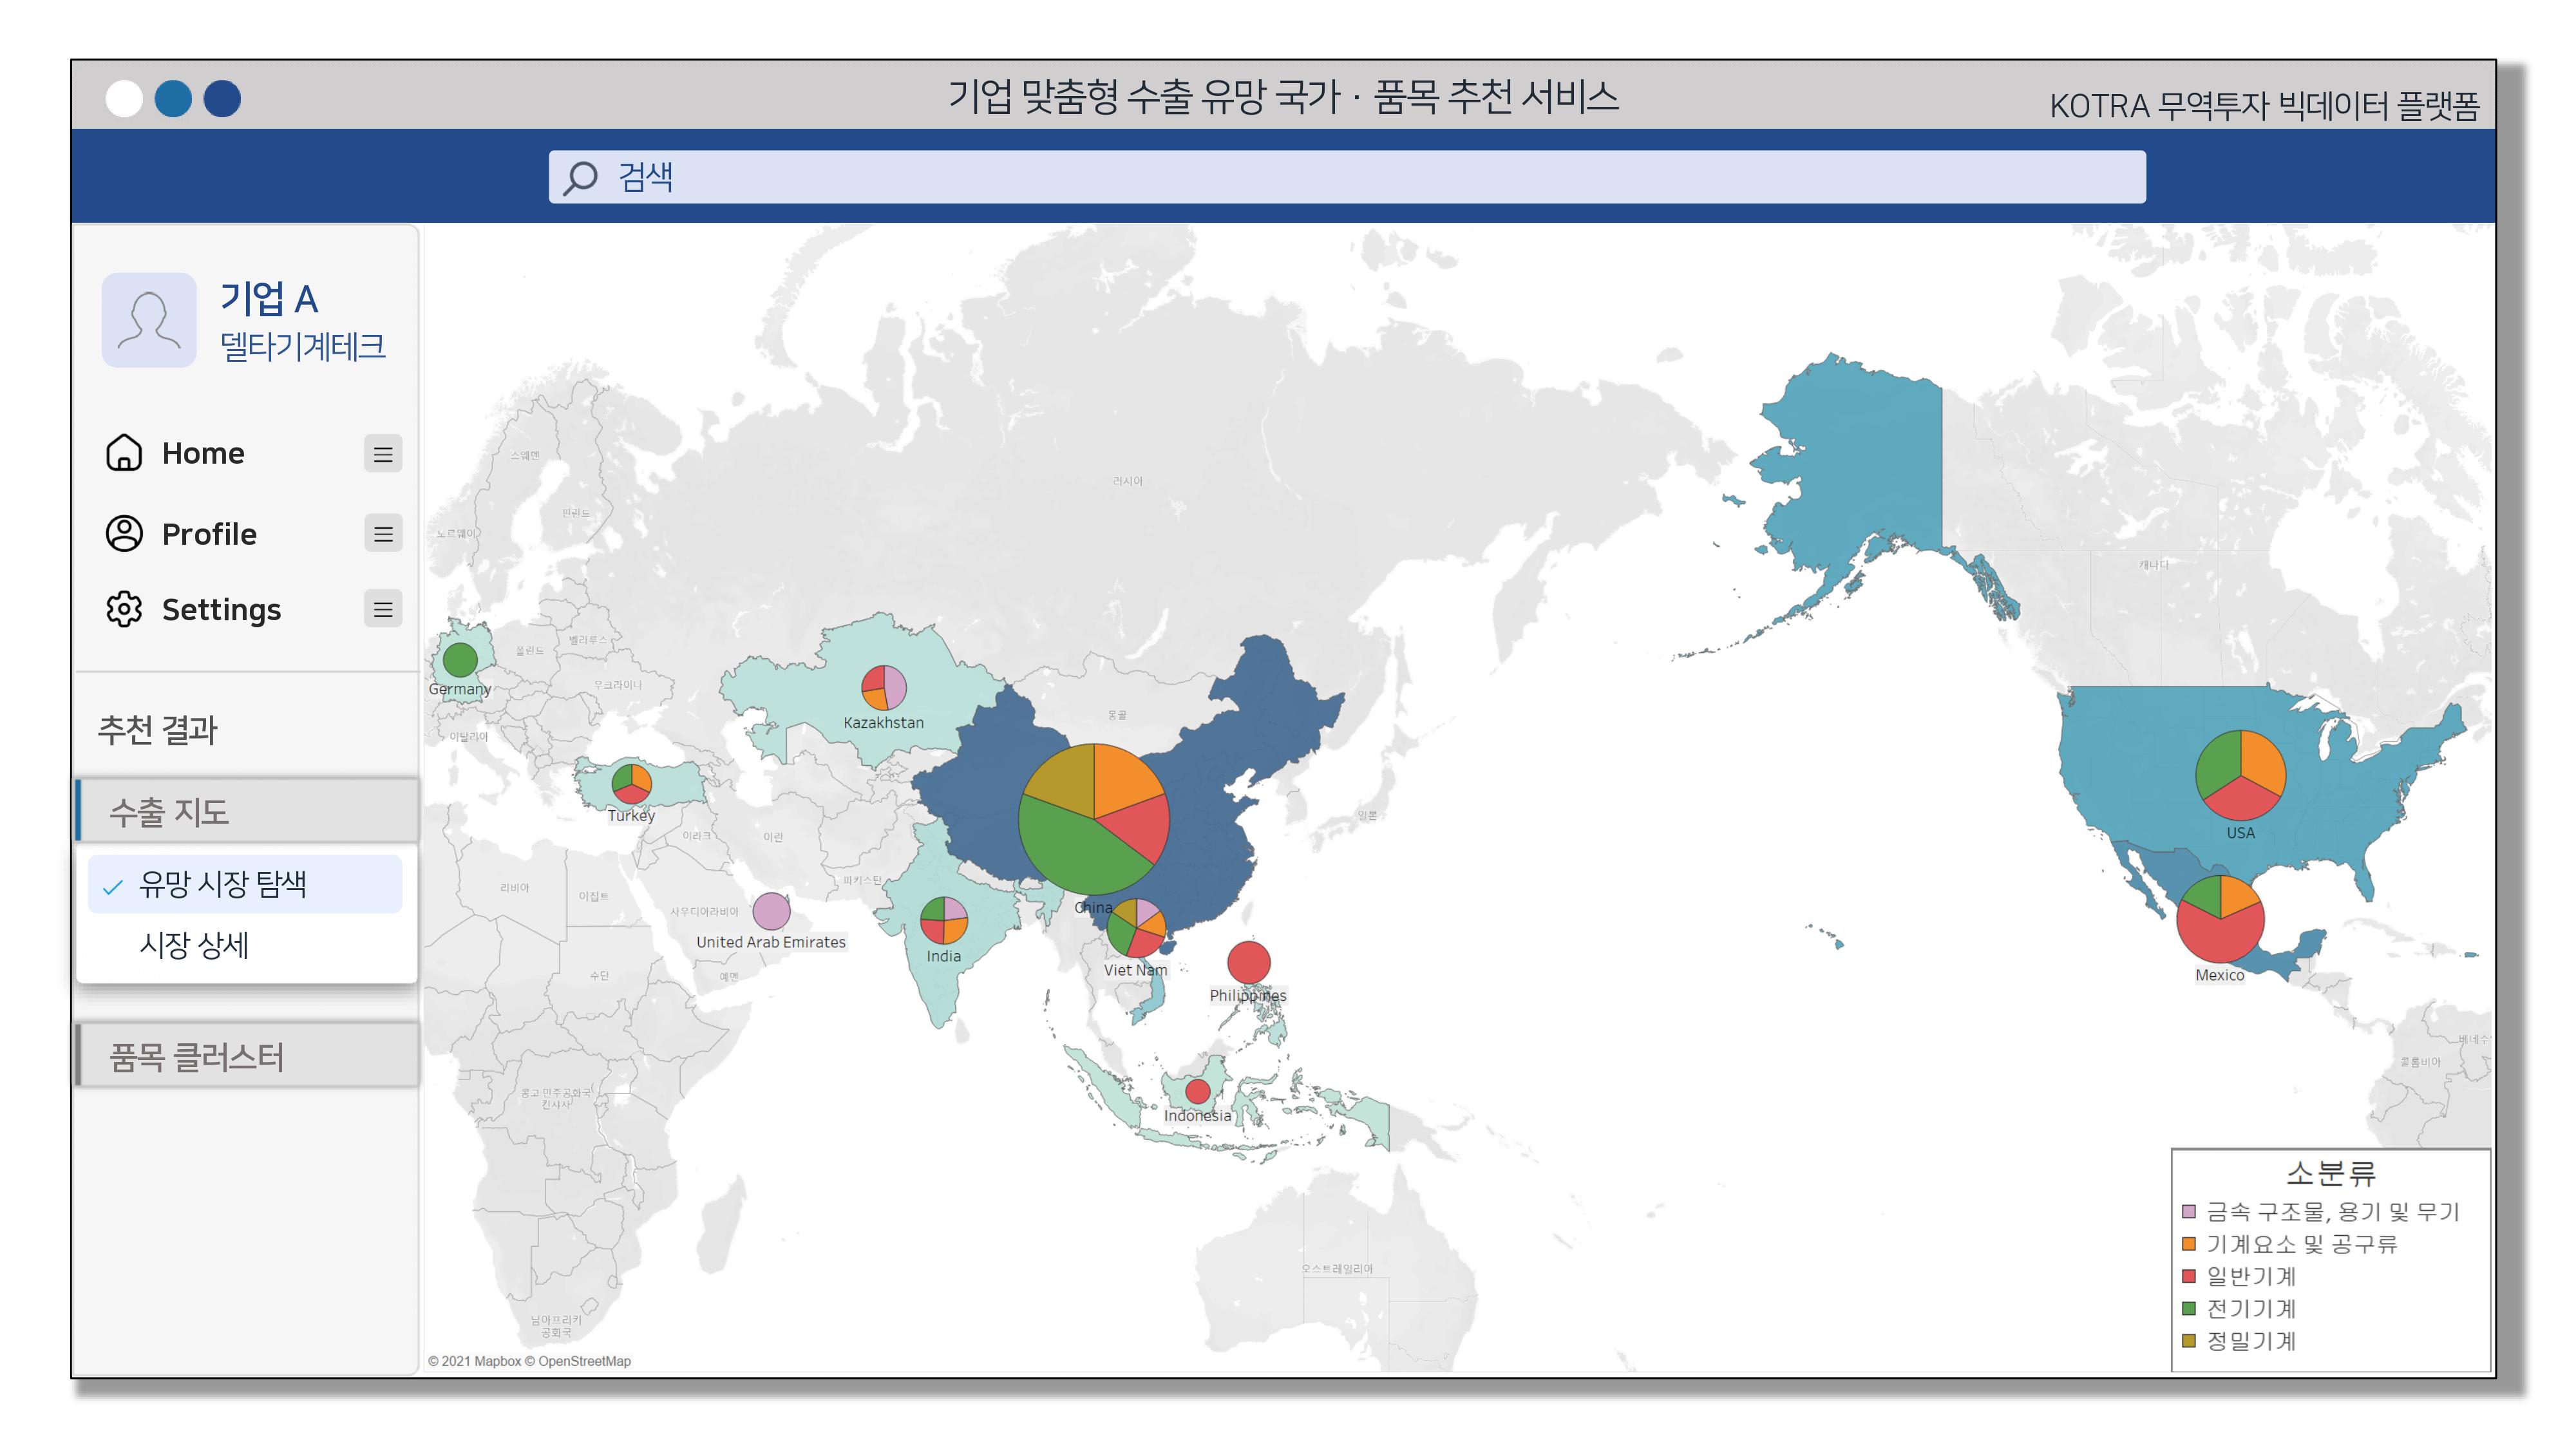 기업 맞춤형 수출 유망 국가 · 품목 추천 서비스
KOTRA 무역투자 빅데이터 플랫폼
검색
기업 A
델타기계테크
Home
Profile
Settings
추천 결과
수출 지도
유망 시장 탐색
시장 상세
품목 클러스터
스웨덴
핀란드
노르웨이
러시아
캐나다
벨라루스
폴란드
우크라이나
이탈리아
몽골
일본
이라크
이란
파키스탄
리비아
이집트
사우디아라비아
수단
예멘
콩고 민주공화국
킨샤사
남아프리카
공화국
오스트레일리아
콜롬비아
Germany
Kazakhstan
Turkey
United Arab Emirates
India
China
Viet Nam
Philippines
Indonesia
USA
Mexico
소분류
금속 구조물, 용기 및 무기
기계요소 및 공구류
일반기계
전기기계
정밀기계
© 2021 Mapbox © OpenStreetMap